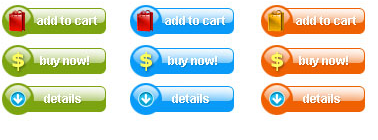 add to cart add to cart add to cart
$ buy now! $ buy now! $ buy now!
details details details